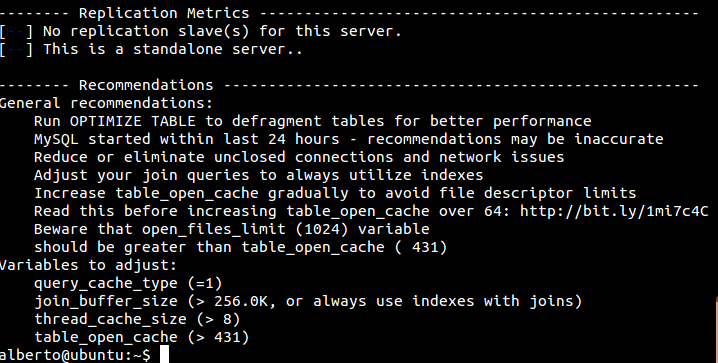 -------- Replication Metrics -----------------------------------------------------
[--] No replication slave(s) for this server.
[--] This is a standalone server..
-------- Recommendations ---------------------------------------------------------
General recommendations:
Run OPTIMIZE TABLE to defragment tables for better performance
MySQL started within last 24 hours - recommendations may be inaccurate
Reduce or eliminate unclosed connections and network issues
Adjust your join queries to always utilize indexes
Increase table_open_cache gradually to avoid file descriptor limits
Read this before increasing table_open_cache over 64: http://bit.ly/1mi7c4C
Beware that open_files_limit (1024) variable
should be greater than table_open_cache ( 431)
Variables to adjust:
query_cache_type (=1)
join_buffer_size (> 256.0K, or always use indexes with joins)
thread_cache_size (> 8)
table_open_cache (> 431)
alberto@ubuntu:~$